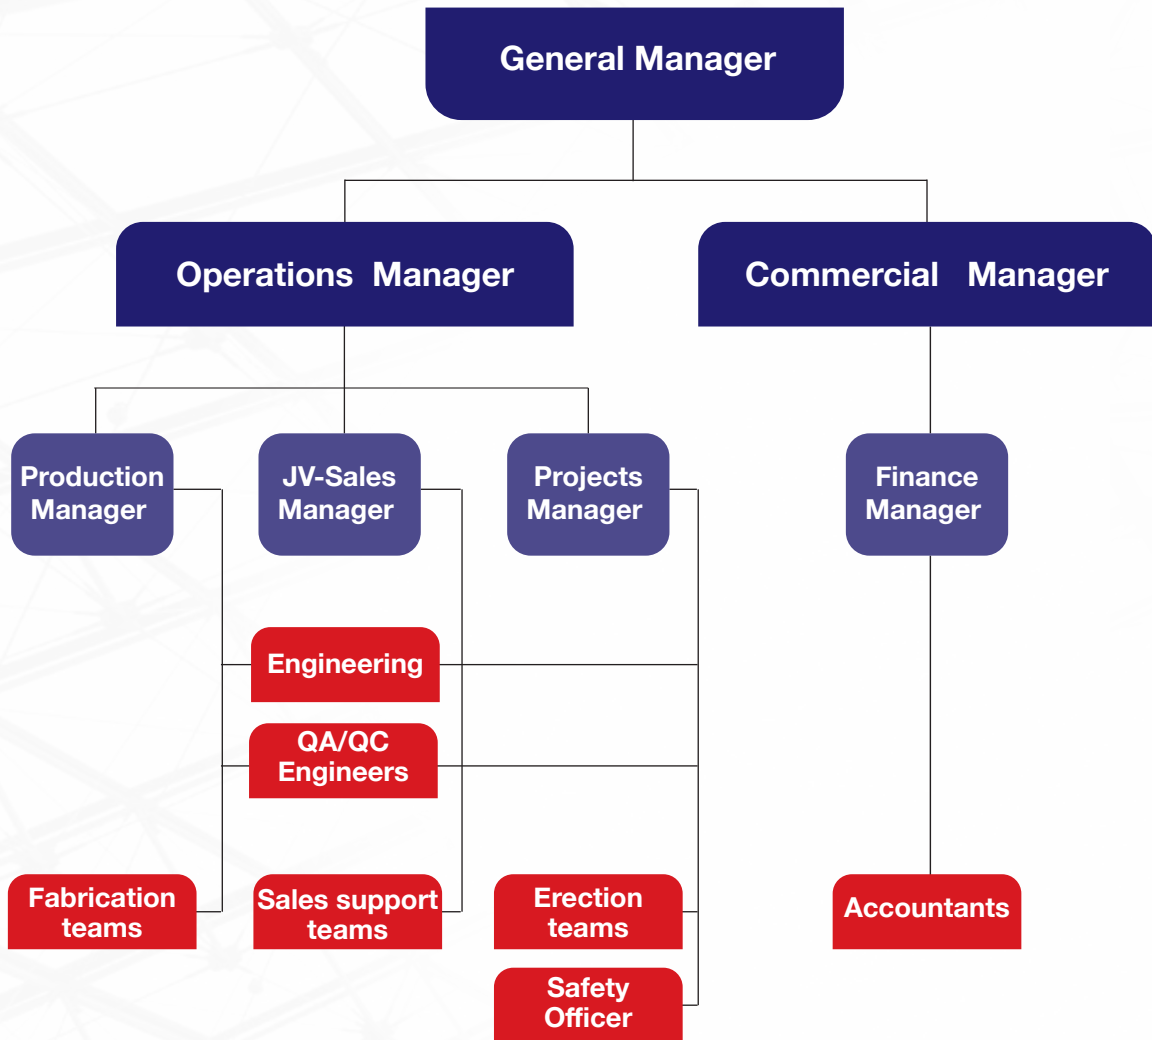 General Manager
Operations Manager
Commercial Manager
Production
Manager
JV-Sales
Manager
Projects
Manager
Finance
Manager
Engineering
QA/QC
Engineers
Fabrication
teams
Sales support
teams
Erection
teams
Accountants
Safety
Officer